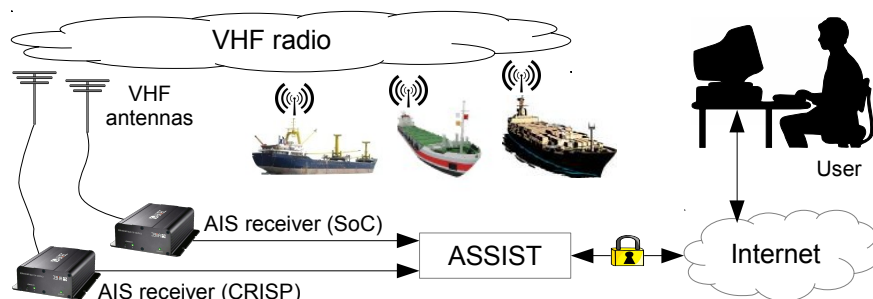 VHF radio
VHF
antennas
User
AIS receiver (SoC)
ASSIST
Internet
AIS receiver (CRISP)